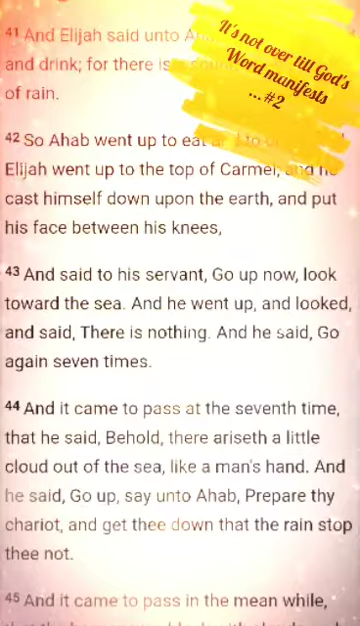 It's not over till God's
Word manifests
...#2
41 And Elijah said unto
and drink; for there is
of rain.
42 So Ahab went up to eat
Elijah went up to the top of Carmel; and he
cast himself down upon the earth, and put
his face between his knees,
43 And said to his servant, Go up now, look
toward the sea. And he went up, and looked,
and said, There is nothing. And he said, Go
again seven times.
44 And it came to pass at the seventh time,
that he said, Behold, there ariseth a little
cloud out of the sea, like a man's hand. And
he said, Go up, say unto Ahab, Prepare thy
chariot, and get thee down that the rain stop
thee not.
45 And it came to pass in the mean while,